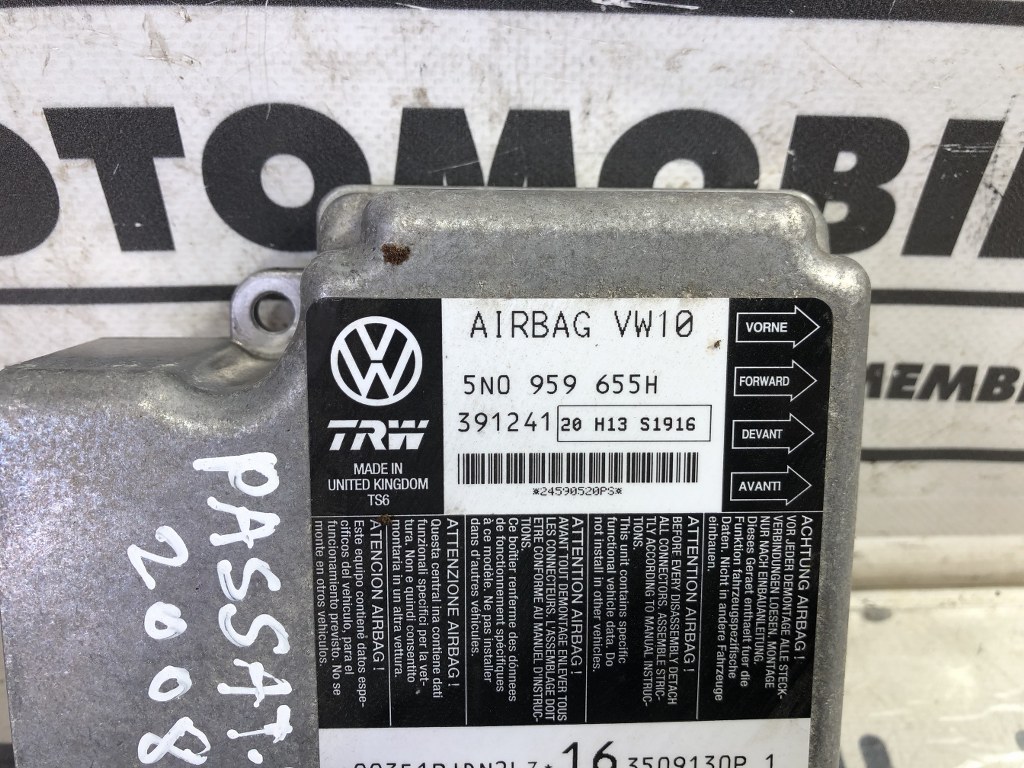 OTOMOBIL
MEMBE
AIRBAG VW10
5N0 959 655H
391241 20 H13 S1916
*24590520PS*
TRW
MADE IN
UNITED KINGDOM
TS6
VORNE
FORWARD
DEVANT
AVANTI
ACHTUNG AIRBAG !
VOR JEDER DEMONTAGE ALLE STECK-
VERBINDUNGEN LOESEN. MONTAGE
NUR NACH EINBAUANLEITUNG.
Dieses Geraet enthaelt fuer die
Funktion fahrzeugspezifische
Daten. Nicht in andere Fahrzeuge
einbauen.
ATTENTION AIRBAG !
BEFORE EVERY DISASSEMBLY DETACH
ALL CONNECTORS, ASSEMBLE STRIC-
TLY ACCORDING TO MANUAL INSTRUC-
TIONS.
This unit contains specific
functional vehicle data. Do
not install in other vehicles.
ATTENTION AIRBAG !
AVANT TOUT DEMONTAGE ENLEVER TOUS
LES CONNECTEURS. L'ASSEMBLAGE DOIT
ETRE CONFORME AU MANUEL D'INSTRUC-
TIONS.
Ce boîtier renferme des données
de fonctionnement spécifiques
à ce modèle. Ne pas installer
dans d'autres véhicules.
ATTENZIONE AIRBAG !
Questa centralina contiene dati
funzionali specifici per la vet-
tura. Non e quindi consentito
montarla in un altra vettura.
ATENCION AIRBAG !
Este equipo contiene datos espe-
cíficos del vehículo, para el
funcionamiento previsto. No se
monte en otros vehículos.
PASSAT.
2008
16 3509130P 1